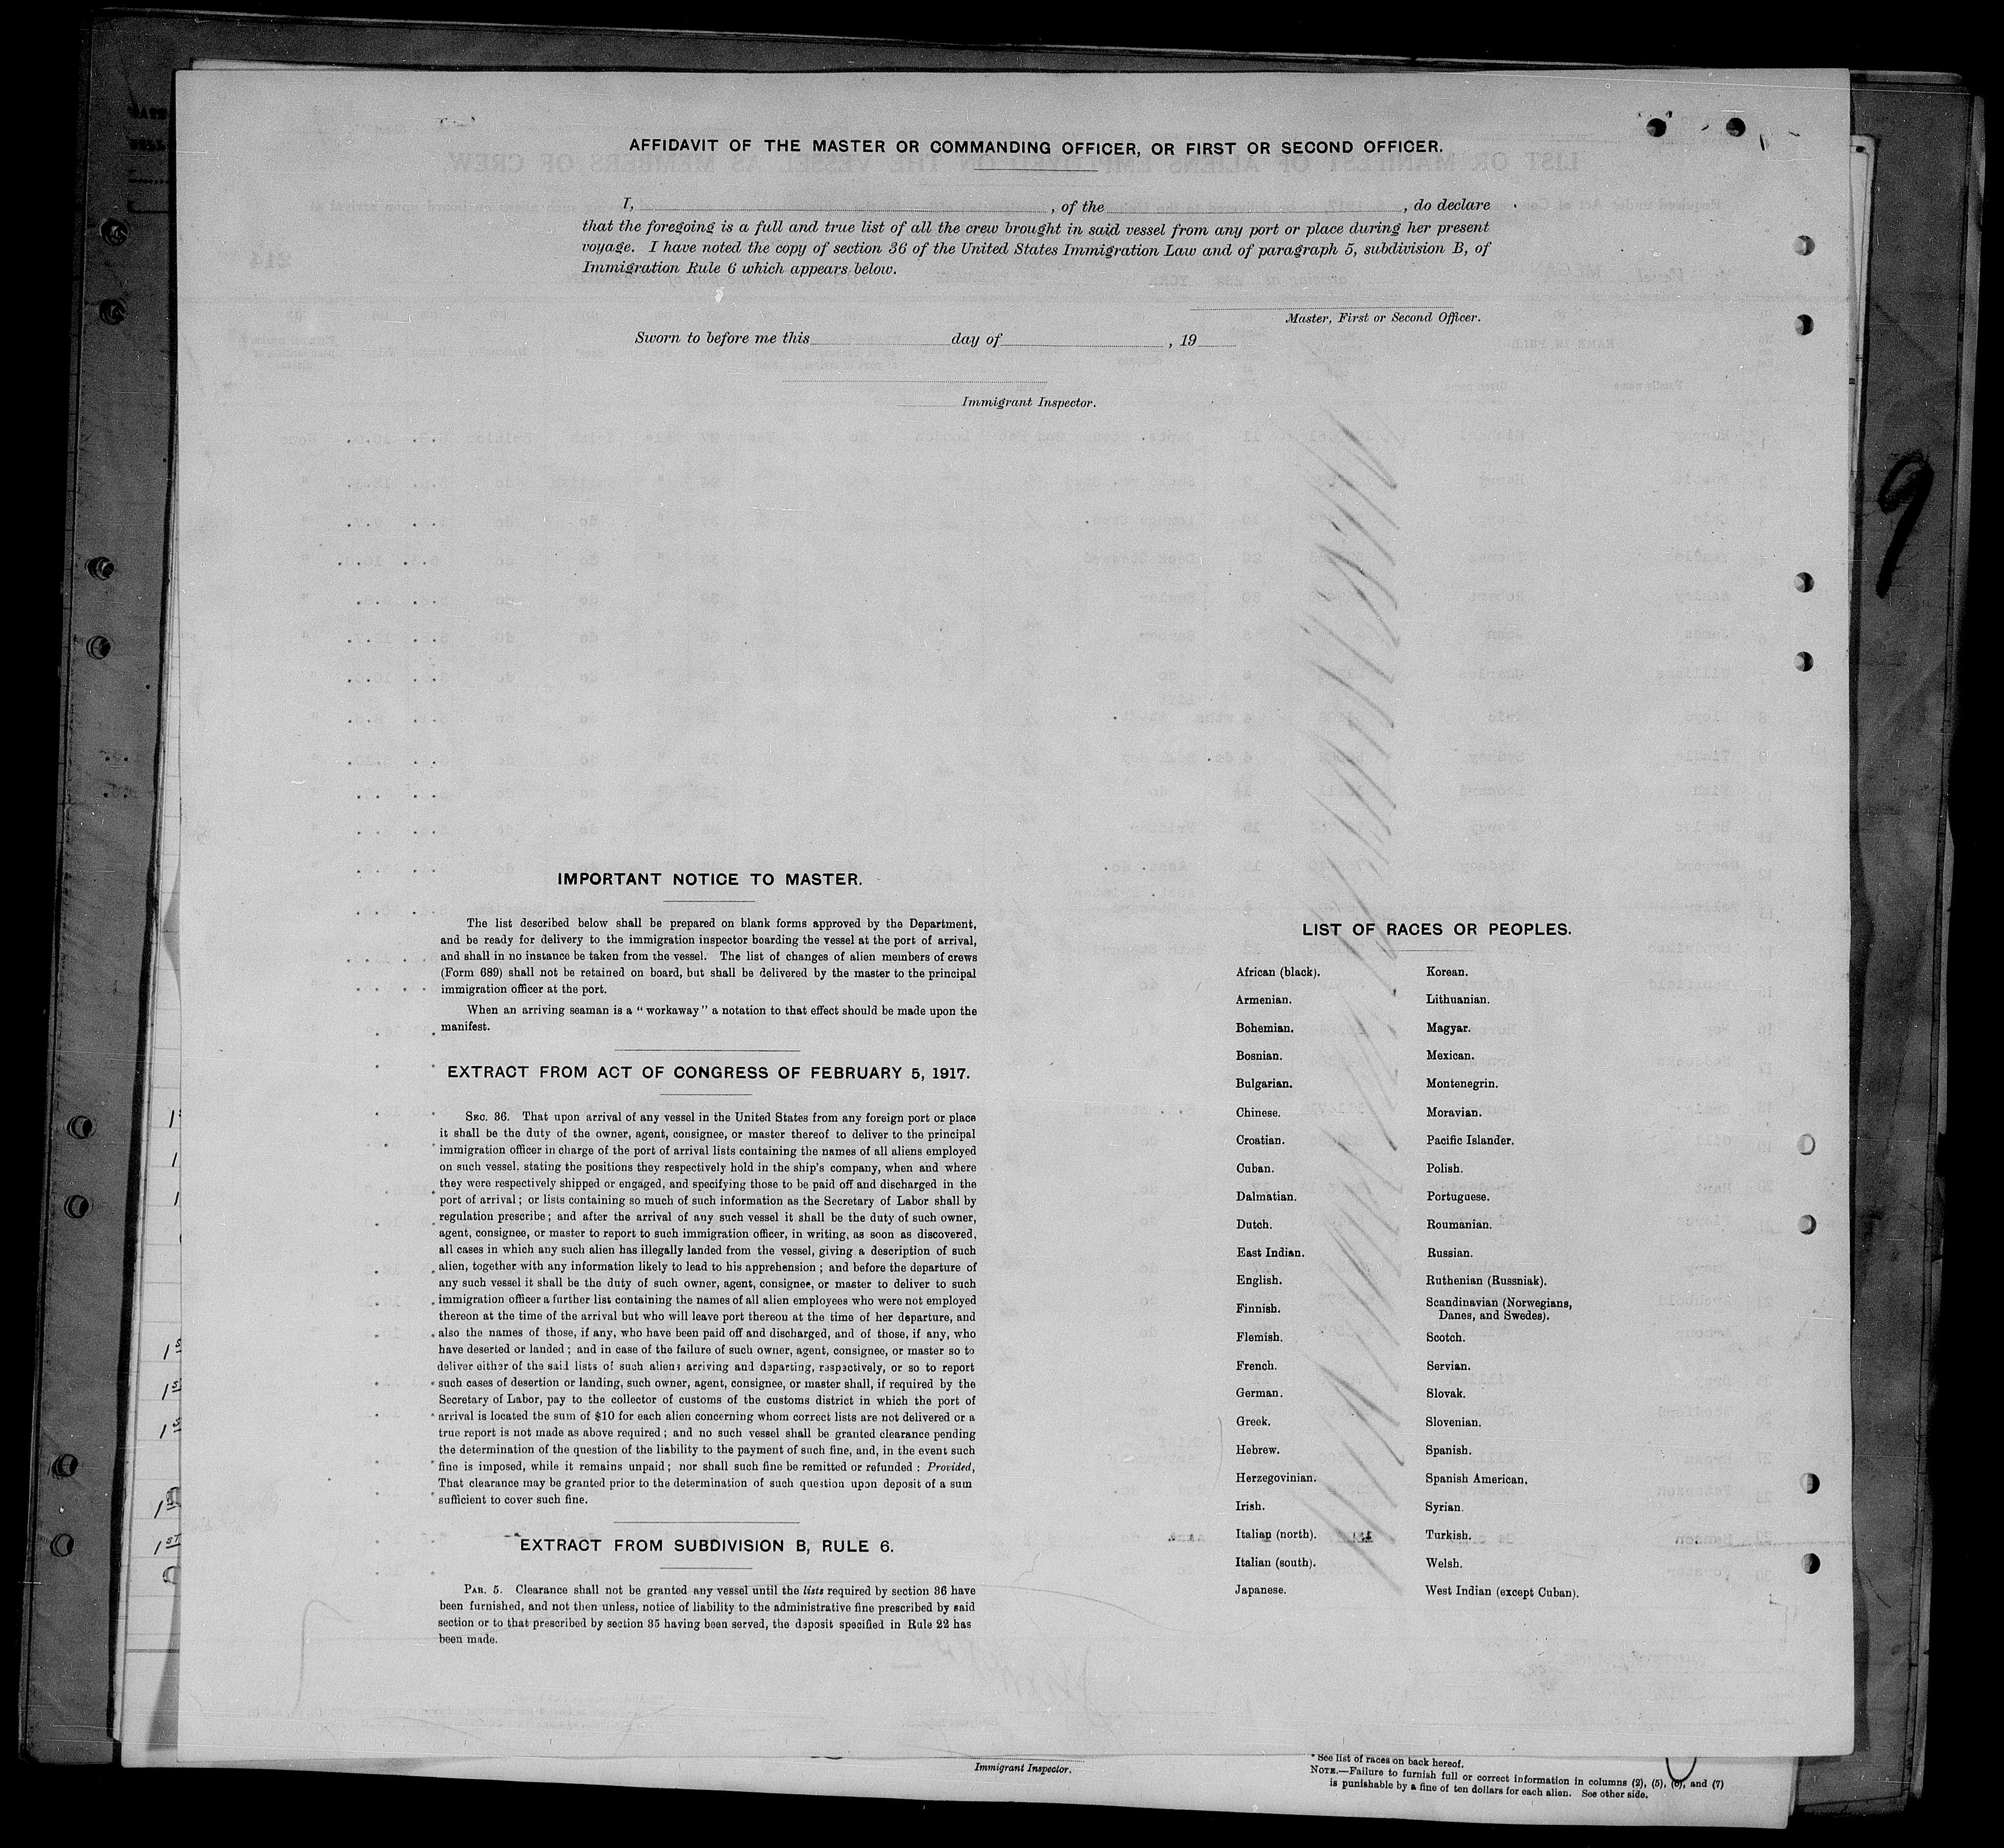 AFFIDAVIT OF THE MASTER OR COMMANDING OFFICER, OR FIRST OR SECOND OFFICER.
I, , of the , do declare
that the foregoing is a full and true list of all the crew brought in said vessel from any port or place during her present
voyage. I have noted the copy of section 36 of the United States Immigration Law and of paragraph 5, subdivision B, of
Immigration Rule 6 which appears below.
Master, First or Second Officer.
Sworn to before me this day of , 19
Immigrant Inspector.
9
IMPORTANT NOTICE TO MASTER.
The list described below shall be prepared on blank forms approved by the Department,
and be ready for delivery to the immigration inspector boarding the vessel at the port of arrival,
and shall in no instance be taken from the vessel. The list of changes of alien members of crews
(Form 689) shall not be retained on board, but shall be delivered by the master to the principal
immigration officer at the port.
When an arriving seaman is a "workaway" a notation to that effect should be made upon the
manifest.
EXTRACT FROM ACT OF CONGRESS OF FEBRUARY 5, 1917.
SEC. 36. That upon arrival of any vessel in the United States from any foreign port or place
it shall be the duty of the owner, agent, consignee, or master thereof to deliver to the principal
immigration officer in charge of the port of arrival lists containing the names of all aliens employed
on such vessel, stating the positions they respectively hold in the ship's company, when and where
they were respectively shipped or engaged, and specifying those to be paid off and discharged in the
port of arrival; or lists containing so much of such information as the Secretary of Labor shall by
regulation prescribe; and after the arrival of any such vessel it shall be the duty of such owner,
agent, consignee, or master to report to such immigration officer, in writing, as soon as discovered,
all cases in which any such alien has illegally landed from the vessel, giving a description of such
alien, together with any information likely to lead to his apprehension; and before the departure of
any such vessel it shall be the duty of such owner, agent, consignee, or master to deliver to such
immigration officer a further list containing the names of all alien employees who were not employed
thereon at the time of the arrival but who will leave port thereon at the time of her departure, and
also the names of those, if any, who have been paid off and discharged, and of those, if any, who
have deserted or landed; and in case of the failure of such owner, agent, consignee, or master so to
deliver either of the said lists of such aliens arriving and departing, respectively, or so to report
such cases of desertion or landing, such owner, agent, consignee, or master shall, if required by the
Secretary of Labor, pay to the collector of customs of the customs district in which the port of
arrival is located the sum of $10 for each alien concerning whom correct lists are not delivered or a
true report is not made as above required; and no such vessel shall be granted clearance pending
the determination of the question of the liability to the payment of such fine, and, in the event such
fine is imposed, while it remains unpaid; nor shall such fine be remitted or refunded: Provided,
That clearance may be granted prior to the determination of such question upon deposit of a sum
sufficient to cover such fine.
EXTRACT FROM SUBDIVISION B, RULE 6.
PAR. 5. Clearance shall not be granted any vessel until the lists required by section 36 have
been furnished, and not then unless, notice of liability to the administrative fine prescribed by said
section or to that prescribed by section 35 having been served, the deposit specified in Rule 22 has
been made.
LIST OF RACES OR PEOPLES.
African (black).
Armenian.
Bohemian.
Bosnian.
Bulgarian.
Chinese.
Croatian.
Cuban.
Dalmatian.
Dutch.
East Indian.
English.
Finnish.
Flemish.
French.
German.
Greek.
Hebrew.
Herzegovinian.
Irish.
Italian (north).
Italian (south).
Japanese.
Korean.
Lithuanian.
Magyar.
Mexican.
Montenegrin.
Moravian.
Pacific Islander.
Polish.
Portuguese.
Roumanian.
Russian.
Ruthenian (Russniak).
Scandinavian (Norwegians,
Danes, and Swedes).
Scotch.
Servian.
Slovak.
Slovenian.
Spanish.
Spanish American.
Syrian.
Turkish.
Welsh.
West Indian (except Cuban).
Immigrant Inspector.
* See list of races on back hereof.
NOTE.—Failure to furnish full or correct information in columns (2), (5), (6), and (7)
is punishable by a fine of ten dollars for each alien. See other side.